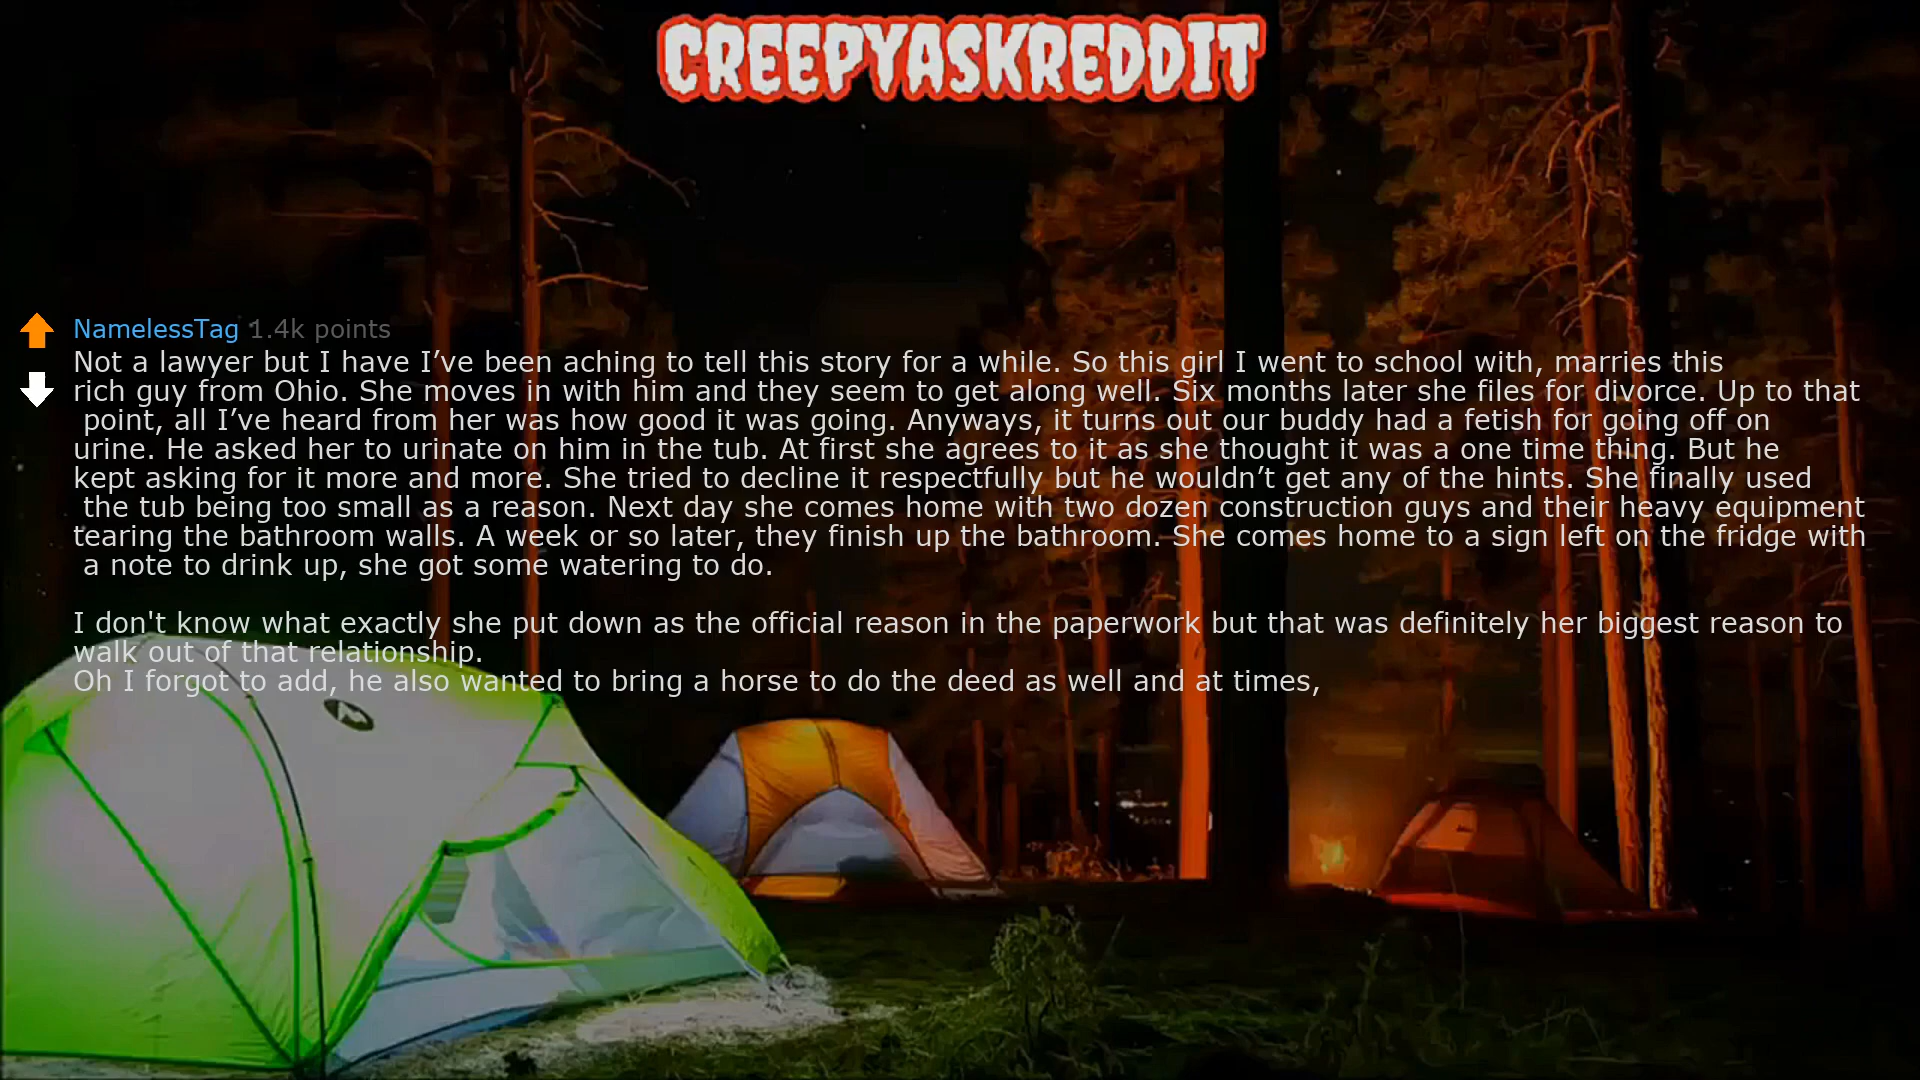 CREEPYASKREDDIT
NamelessTag 1.4k points
Not a lawyer but I have I’ve been aching to tell this story for a while. So this girl I went to school with, marries this
rich guy from Ohio. She moves in with him and they seem to get along well. Six months later she files for divorce. Up to that
point, all I’ve heard from her was how good it was going. Anyways, it turns out our buddy had a fetish for going off on
urine. He asked her to urinate on him in the tub. At first she agrees to it as she thought it was a one time thing. But he
kept asking for it more and more. She tried to decline it respectfully but he wouldn’t get any of the hints. She finally used
the tub being too small as a reason. Next day she comes home with two dozen construction guys and their heavy equipment
tearing the bathroom walls. A week or so later, they finish up the bathroom. She comes home to a sign left on the fridge with
a note to drink up, she got some watering to do.
I don't know what exactly she put down as the official reason in the paperwork but that was definitely her biggest reason to
walk out of that relationship.
Oh I forgot to add, he also wanted to bring a horse to do the deed as well and at times,